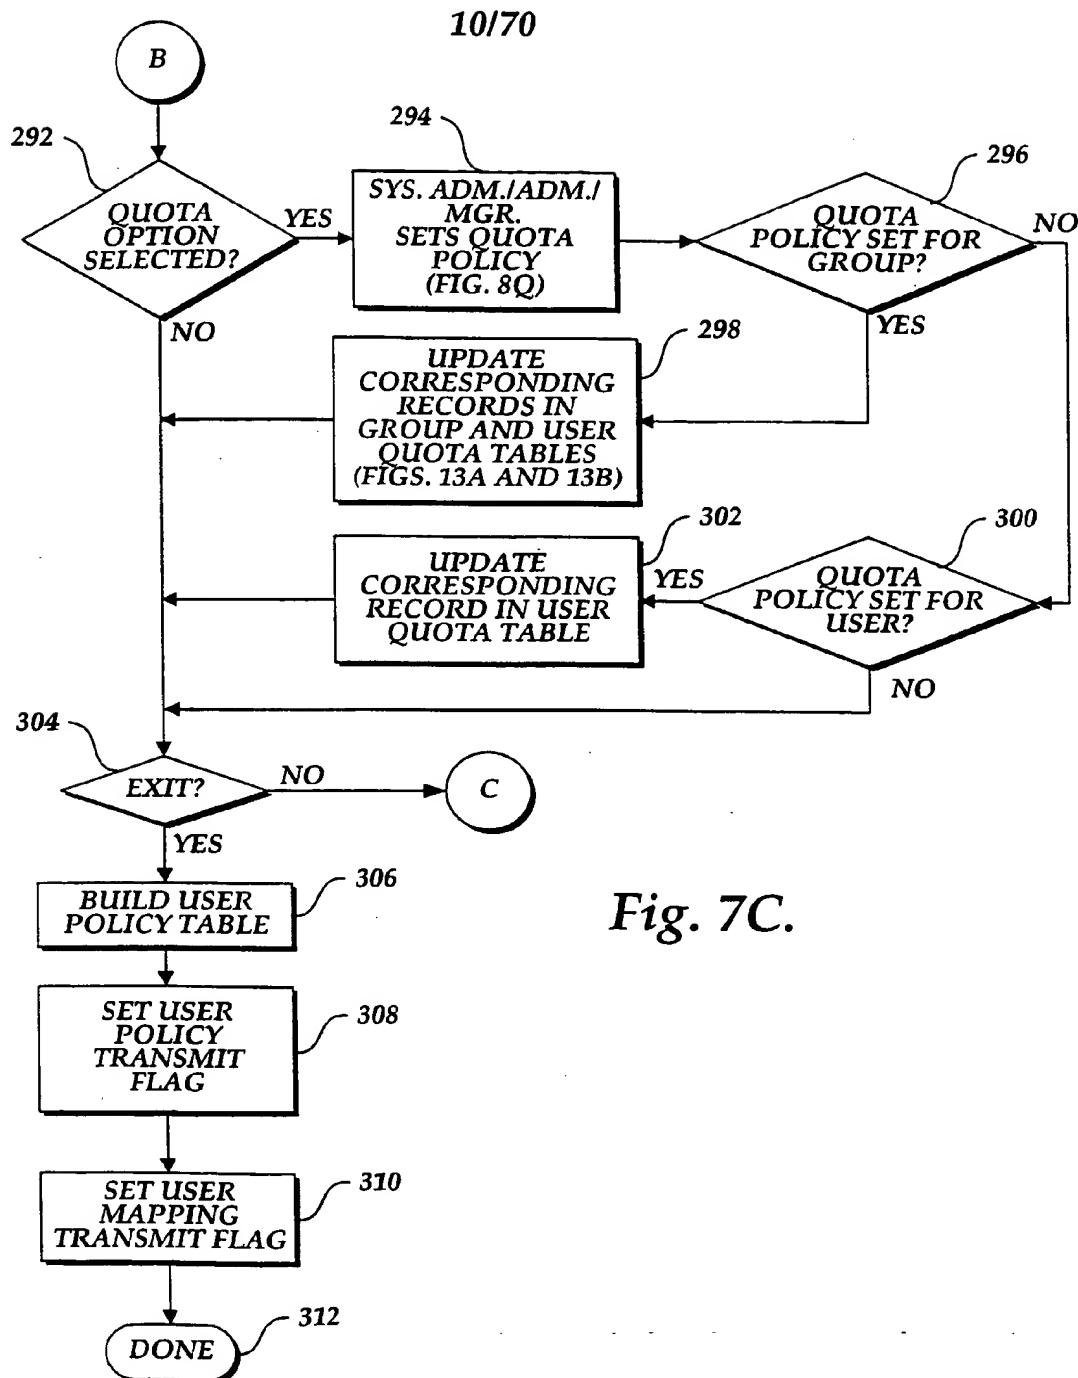 10/70
B
292
QUOTA
OPTION
SELECTED?
YES
NO
294
SYS. ADM./ADM./
MGR.
SETS QUOTA
POLICY
(FIG. 8Q)
296
QUOTA
POLICY SET FOR
GROUP?
NO
YES
298
UPDATE
CORRESPONDING
RECORDS IN
GROUP AND USER
QUOTA TABLES
(FIGS. 13A AND 13B)
300
QUOTA
POLICY SET FOR
USER?
YES
NO
302
UPDATE
CORRESPONDING
RECORD IN USER
QUOTA TABLE
304
EXIT?
NO
C
YES
306
BUILD USER
POLICY TABLE
Fig. 7C.
308
SET USER
POLICY
TRANSMIT
FLAG
310
SET USER
MAPPING
TRANSMIT FLAG
312
DONE